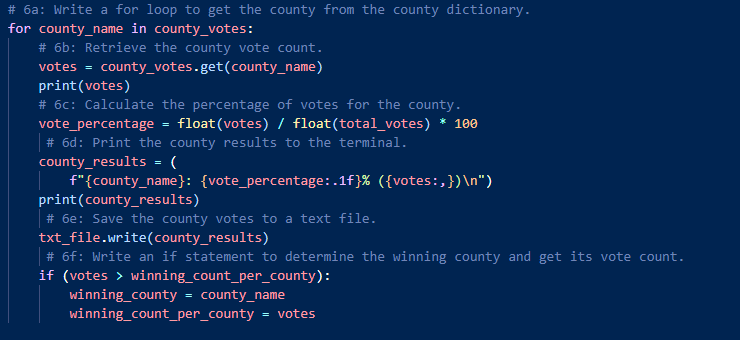 # 6a: Write a for loop to get the county from the county dictionary.
for county_name in county_votes:
    # 6b: Retrieve the county vote count.
    votes = county_votes.get(county_name)
    print(votes)
    # 6c: Calculate the percentage of votes for the county.
    vote_percentage = float(votes) / float(total_votes) * 100
     # 6d: Print the county results to the terminal.
    county_results = (
        f"{county_name}: {vote_percentage:.1f}% ({votes:,})\n")
    print(county_results)
     # 6e: Save the county votes to a text file.
    txt_file.write(county_results)
     # 6f: Write an if statement to determine the winning county and get its vote count.
    if (votes > winning_count_per_county):
        winning_county = county_name
        winning_count_per_county = votes